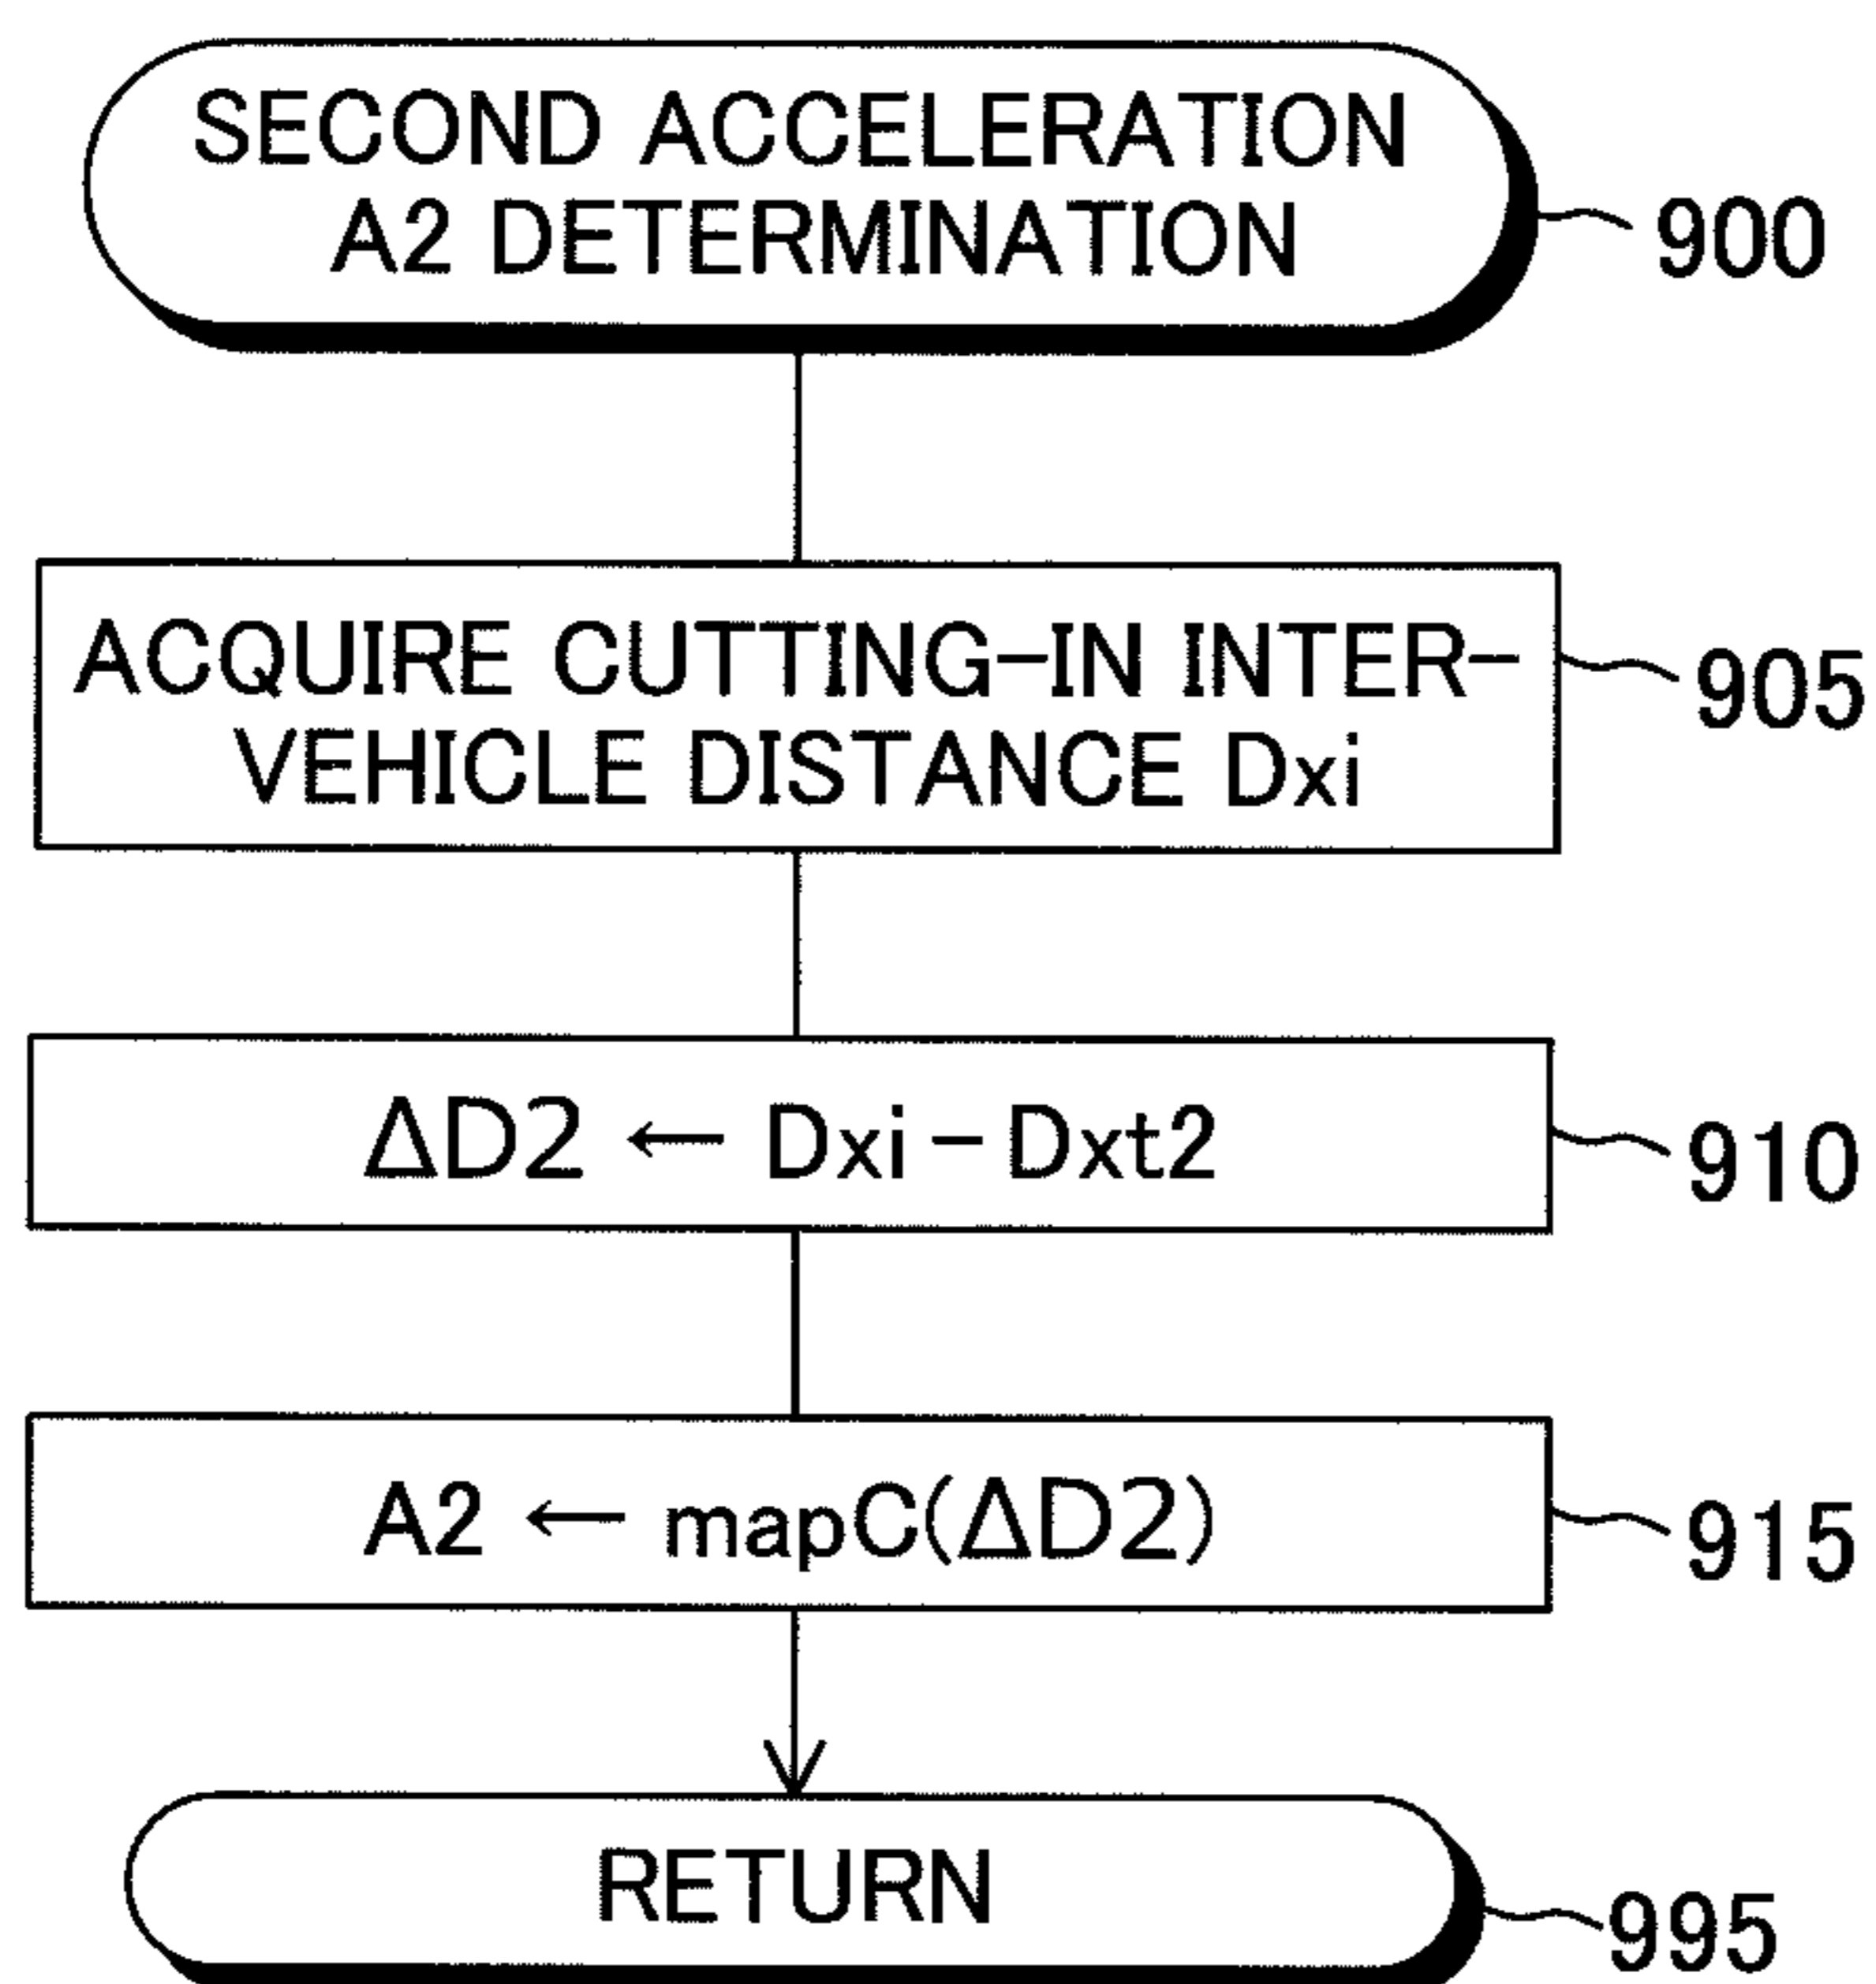 SECOND ACCELERATION
A2 DETERMINATION
900
ACQUIRE CUTTING-IN INTER-
VEHICLE DISTANCE Dxi
905
ΔD2 ← Dxi - Dxt2
910
A2 ← mapC(ΔD2)
915
RETURN
995